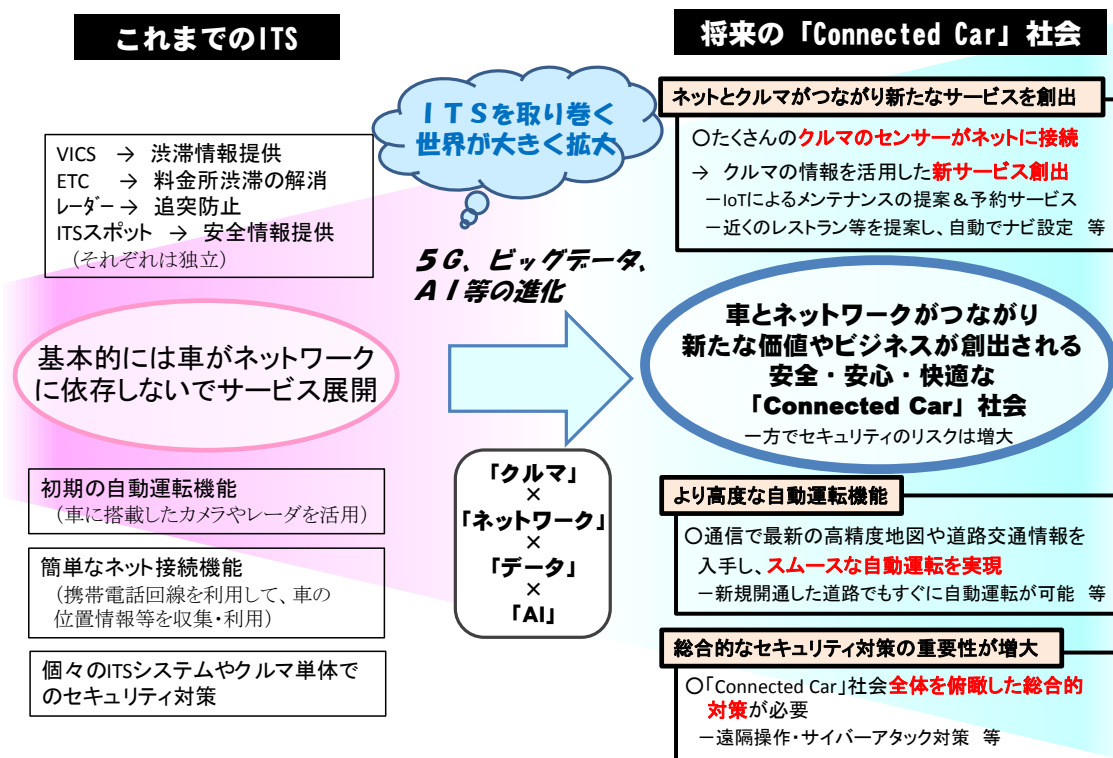 これまでのITS
VICS → 渋滞情報提供
ETC → 料金所渋滞の解消
レーダー→ 追突防止
ITSスポット → 安全情報提供
（それぞれは独立）
基本的には車がネットワーク
に依存しないでサービス展開
初期の自動運転機能
（車に搭載したカメラやレーダを活用）
簡単なネット接続機能
（携帯電話回線を利用して、車の
位置情報等を収集・利用）
個々のITSシステムやクルマ単体で
のセキュリティ対策
ＩＴＳを取り巻く
世界が大きく拡大
５Ｇ、ビッグデータ、
ＡＩ等の進化
「クルマ」
×
「ネットワーク」
×
「データ」
×
「AI」
将来の「Connected Car」社会
ネットとクルマがつながり新たなサービスを創出
○たくさんのクルマのセンサーがネットに接続
→ クルマの情報を活用した新サービス創出
－IoTによるメンテナンスの提案＆予約サービス
－近くのレストラン等を提案し、自動でナビ設定 等
車とネットワークがつながり
新たな価値やビジネスが創出される
安全・安心・快適な
「Connected Car」社会
一方でセキュリティのリスクは増大
より高度な自動運転機能
○通信で最新の高精度地図や道路交通情報を
入手し、スムースな自動運転を実現
－新規開通した道路でもすぐに自動運転が可能 等
総合的なセキュリティ対策の重要性が増大
○「Connected Car」社会全体を俯瞰した総合的
対策が必要
－遠隔操作・サイバーアタック対策 等